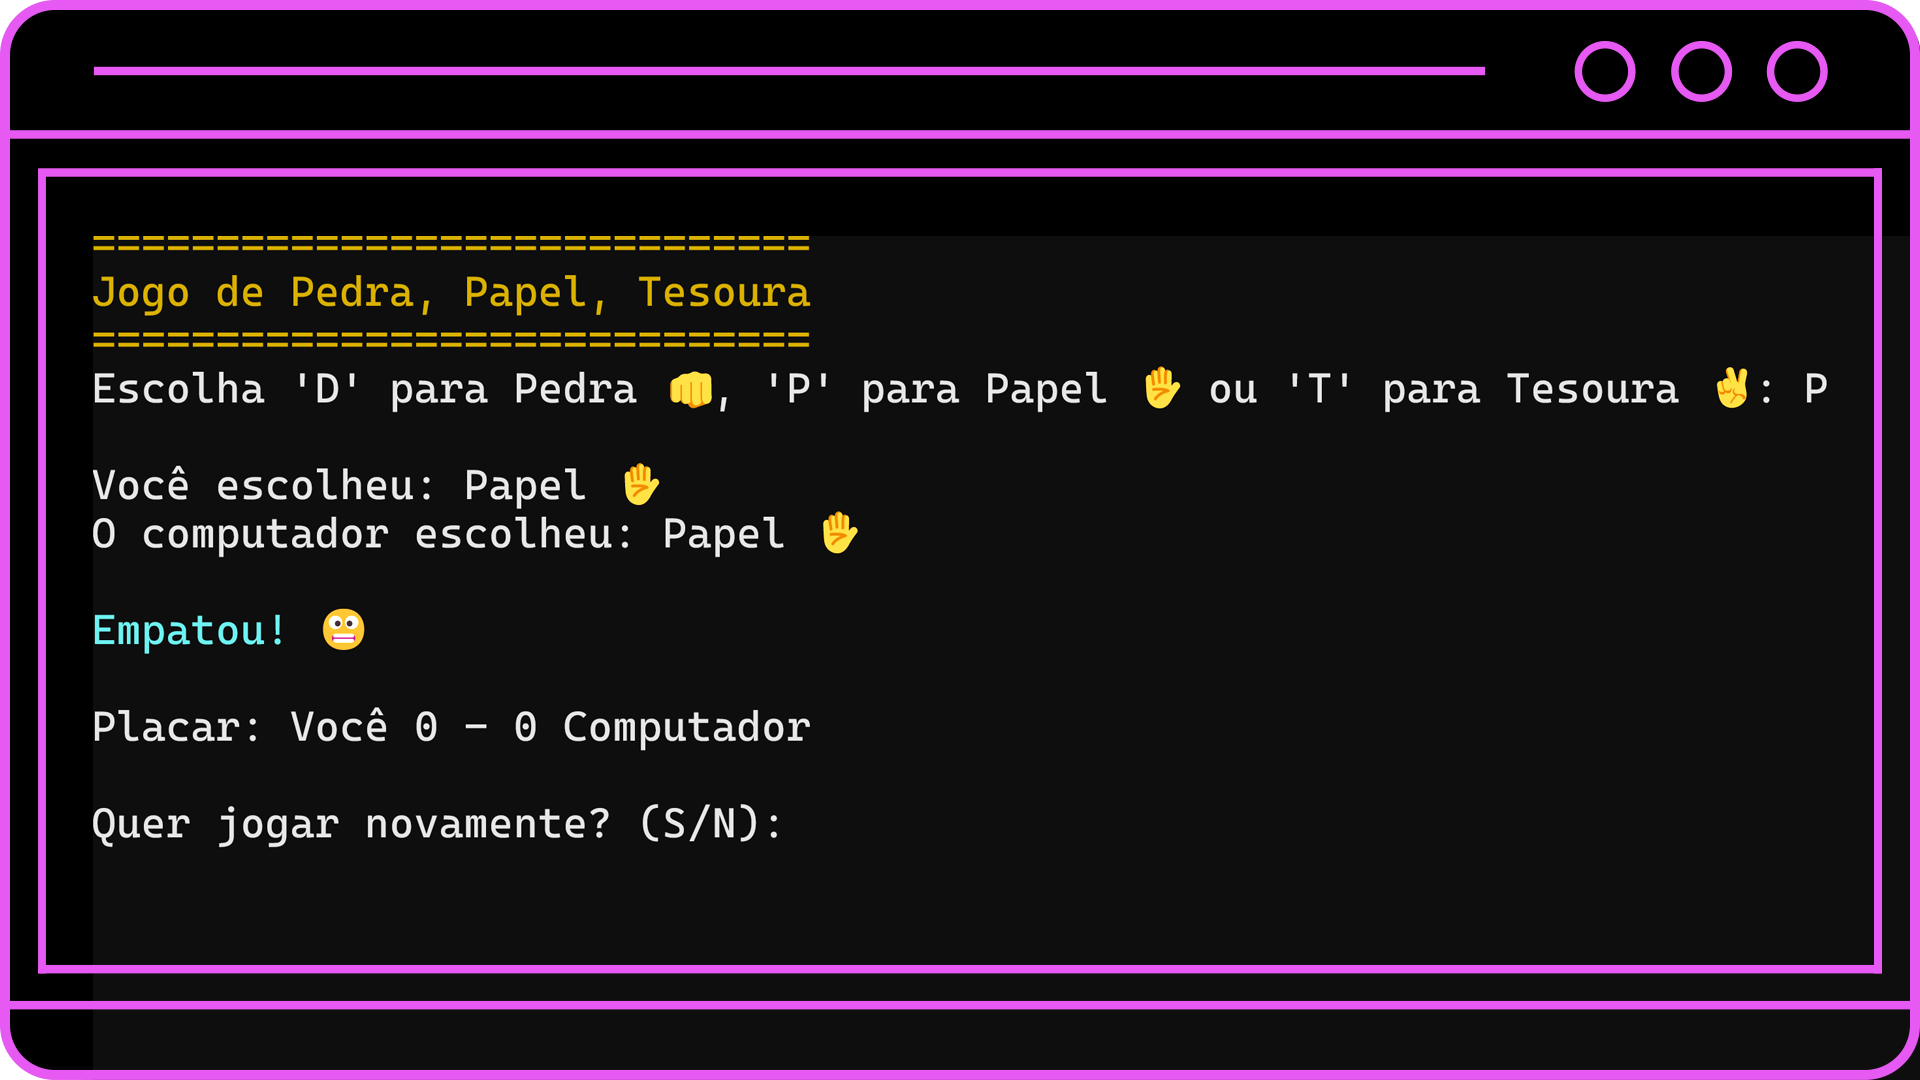 =============================
Jogo de Pedra, Papel, Tesoura
=============================
Escolha 'D' para Pedra 👊, 'P' para Papel ✋ ou 'T' para Tesoura ✌: P
Você escolheu: Papel ✋
O computador escolheu: Papel ✋
Empatou! 😬
Placar: Você 0 – 0 Computador
Quer jogar novamente? (S/N):